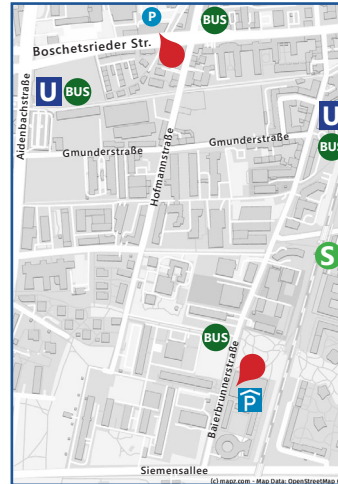 P
BUS
Boschetsrieder Str.
U
BUS
U
BUS
Aidenbachstraße
Gmunderstraße
Gmunderstraße
Hofmannstraße
S
BUS
Baierbrunnerstraße
P
Siemensallee
(c) mapz.com - Map Data: OpenStreetMap